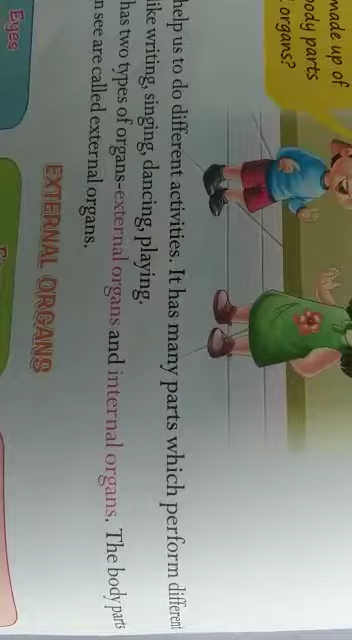 made up of
body parts
organs?
help us to do different activities. It has many parts which perform different
like writing, singing, dancing, playing.
has two types of organs-external organs and internal organs. The body parts
see are called external organs.
EXTERNAL ORGANS
Eyes